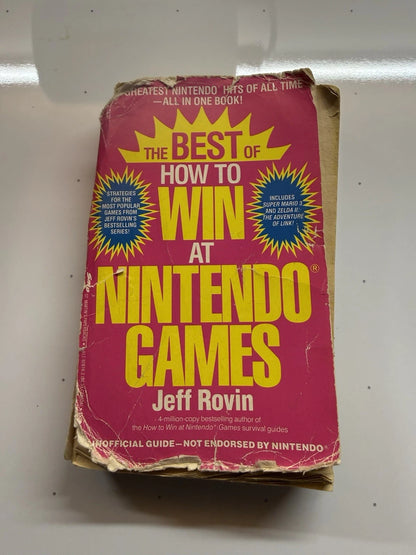 GREATEST NINTENDO HITS OF ALL TIME
—ALL IN ONE BOOK!
THE BEST OF
HOW TO
WIN
AT
NINTENDO®
GAMES
STRATEGIES
FOR THE
MOST POPULAR
GAMES FROM
JEFF ROVIN'S
BESTSELLING
SERIES!
INCLUDES
SUPER MARIO 3
AND ZELDA II:
THE ADVENTURE
OF LINK!
Jeff Rovin
4-million-copy bestselling author of
the How to Win at Nintendo® Games survival guides
UNOFFICIAL GUIDE—NOT ENDORSED BY NINTENDO®